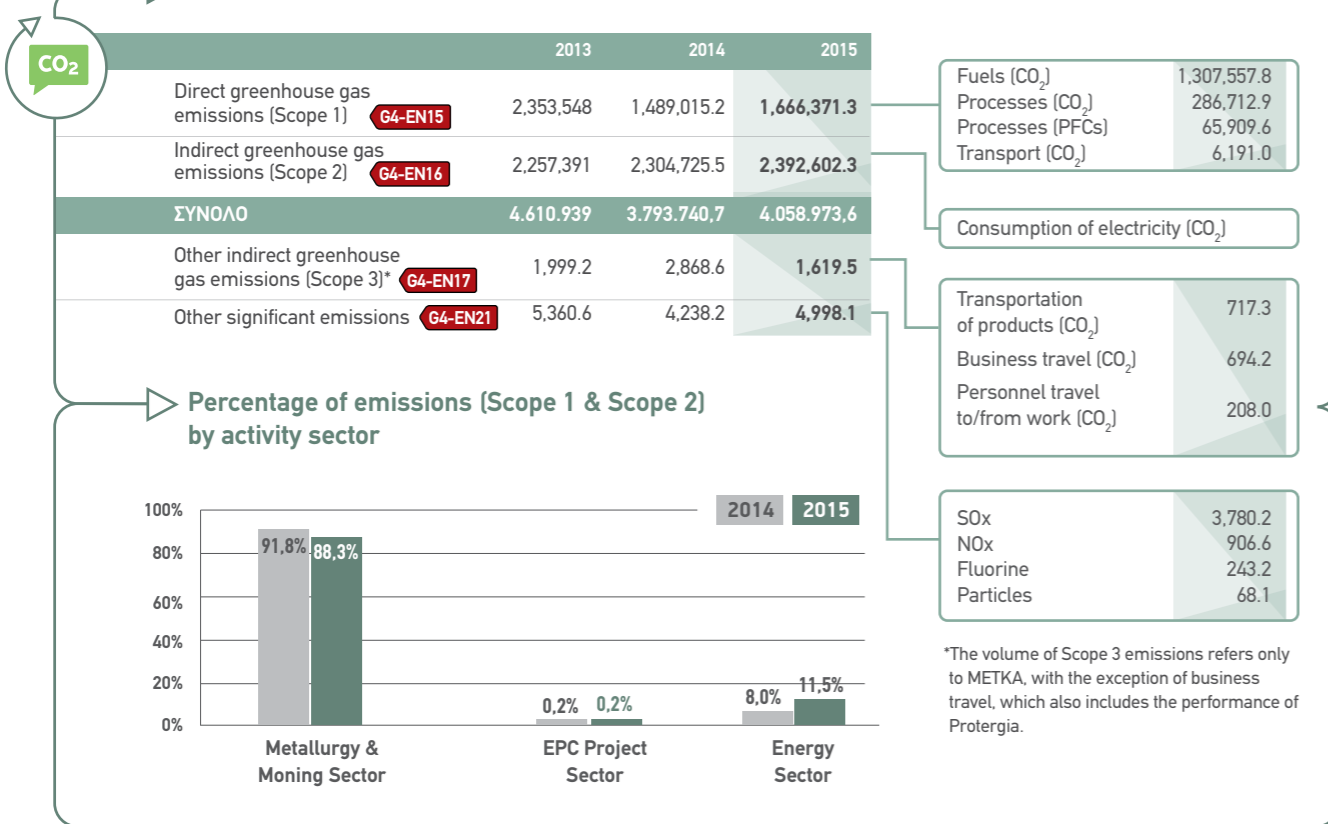 CO2
2013 2014 2015
Direct greenhouse gas
emissions (Scope 1) G4-EN15 2,353,548 1,489,015.2 1,666,371.3
Indirect greenhouse gas
emissions (Scope 2) G4-EN16 2,257,391 2,304,725.5 2,392,602.3
ΣΥΝΟΛΟ 4.610.939 3.793.740,7 4.058.973,6
Other indirect greenhouse
gas emissions (Scope 3)* G4-EN17 1,999.2 2,868.6 1,619.5
Other significant emissions G4-EN21 5,360.6 4,238.2 4,998.1
Fuels (CO2) 1,307,557.8
Processes (CO2) 286,712.9
Processes (PFCs) 65,909.6
Transport (CO2) 6,191.0
Consumption of electricity (CO2)
Transportation
of products (CO2) 717.3
Business travel (CO2) 694.2
Personnel travel
to/from work (CO2) 208.0
SOx 3,780.2
NOx 906.6
Fluorine 243.2
Particles 68.1
*The volume of Scope 3 emissions refers only
to METKA, with the exception of business
travel, which also includes the performance of
Protergia.
Percentage of emissions (Scope 1 & Scope 2)
by activity sector
2014 2015
100%
80%
60%
40%
20%
0%
91,8% 88,3%
0,2% 0,2%
8,0% 11,5%
Metallurgy &
Moning Sector
EPC Project
Sector
Energy
Sector